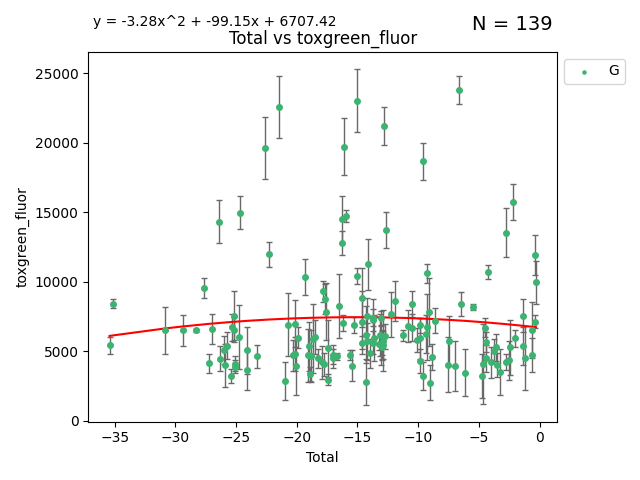 y = -3.28x^2 + -99.15x + 6707.42
N = 139
Total vs toxgreen_fluor
G
toxgreen_fluor
25000
20000
15000
10000
5000
0
−35
−30
−25
−20
−15
−10
−5
0
Total